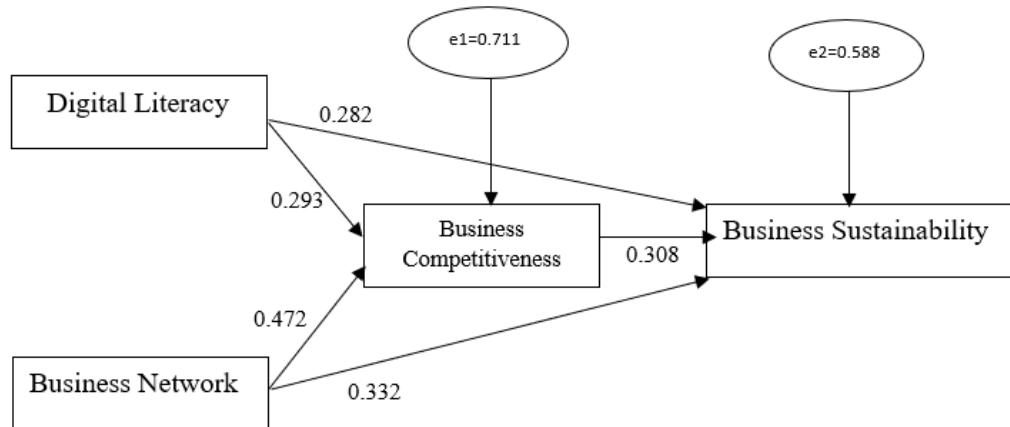 e1=0.711
e2=0.588
Digital Literacy
0.282
0.293
Business
Competitiveness
0.308
Business Sustainability
0.472
Business Network
0.332